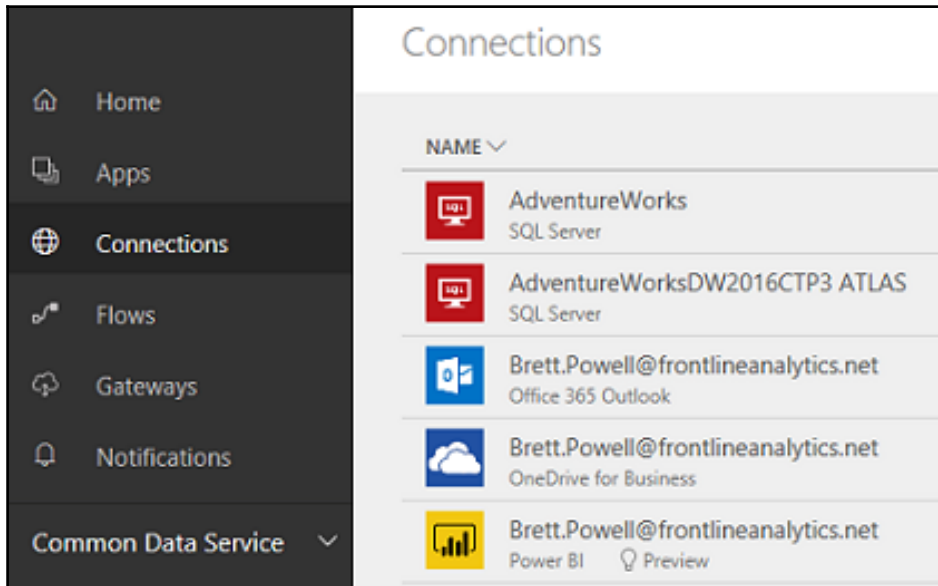 Home
Apps
Connections
Flows
Gateways
Notifications
Common Data Service
Connections
NAME
SQL
AdventureWorks
SQL Server
SQL
AdventureWorksDW2016CTP3 ATLAS
SQL Server
Brett.Powell@frontlineanalytics.net
Office 365 Outlook
Brett.Powell@frontlineanalytics.net
OneDrive for Business
Brett.Powell@frontlineanalytics.net
Power BI Preview